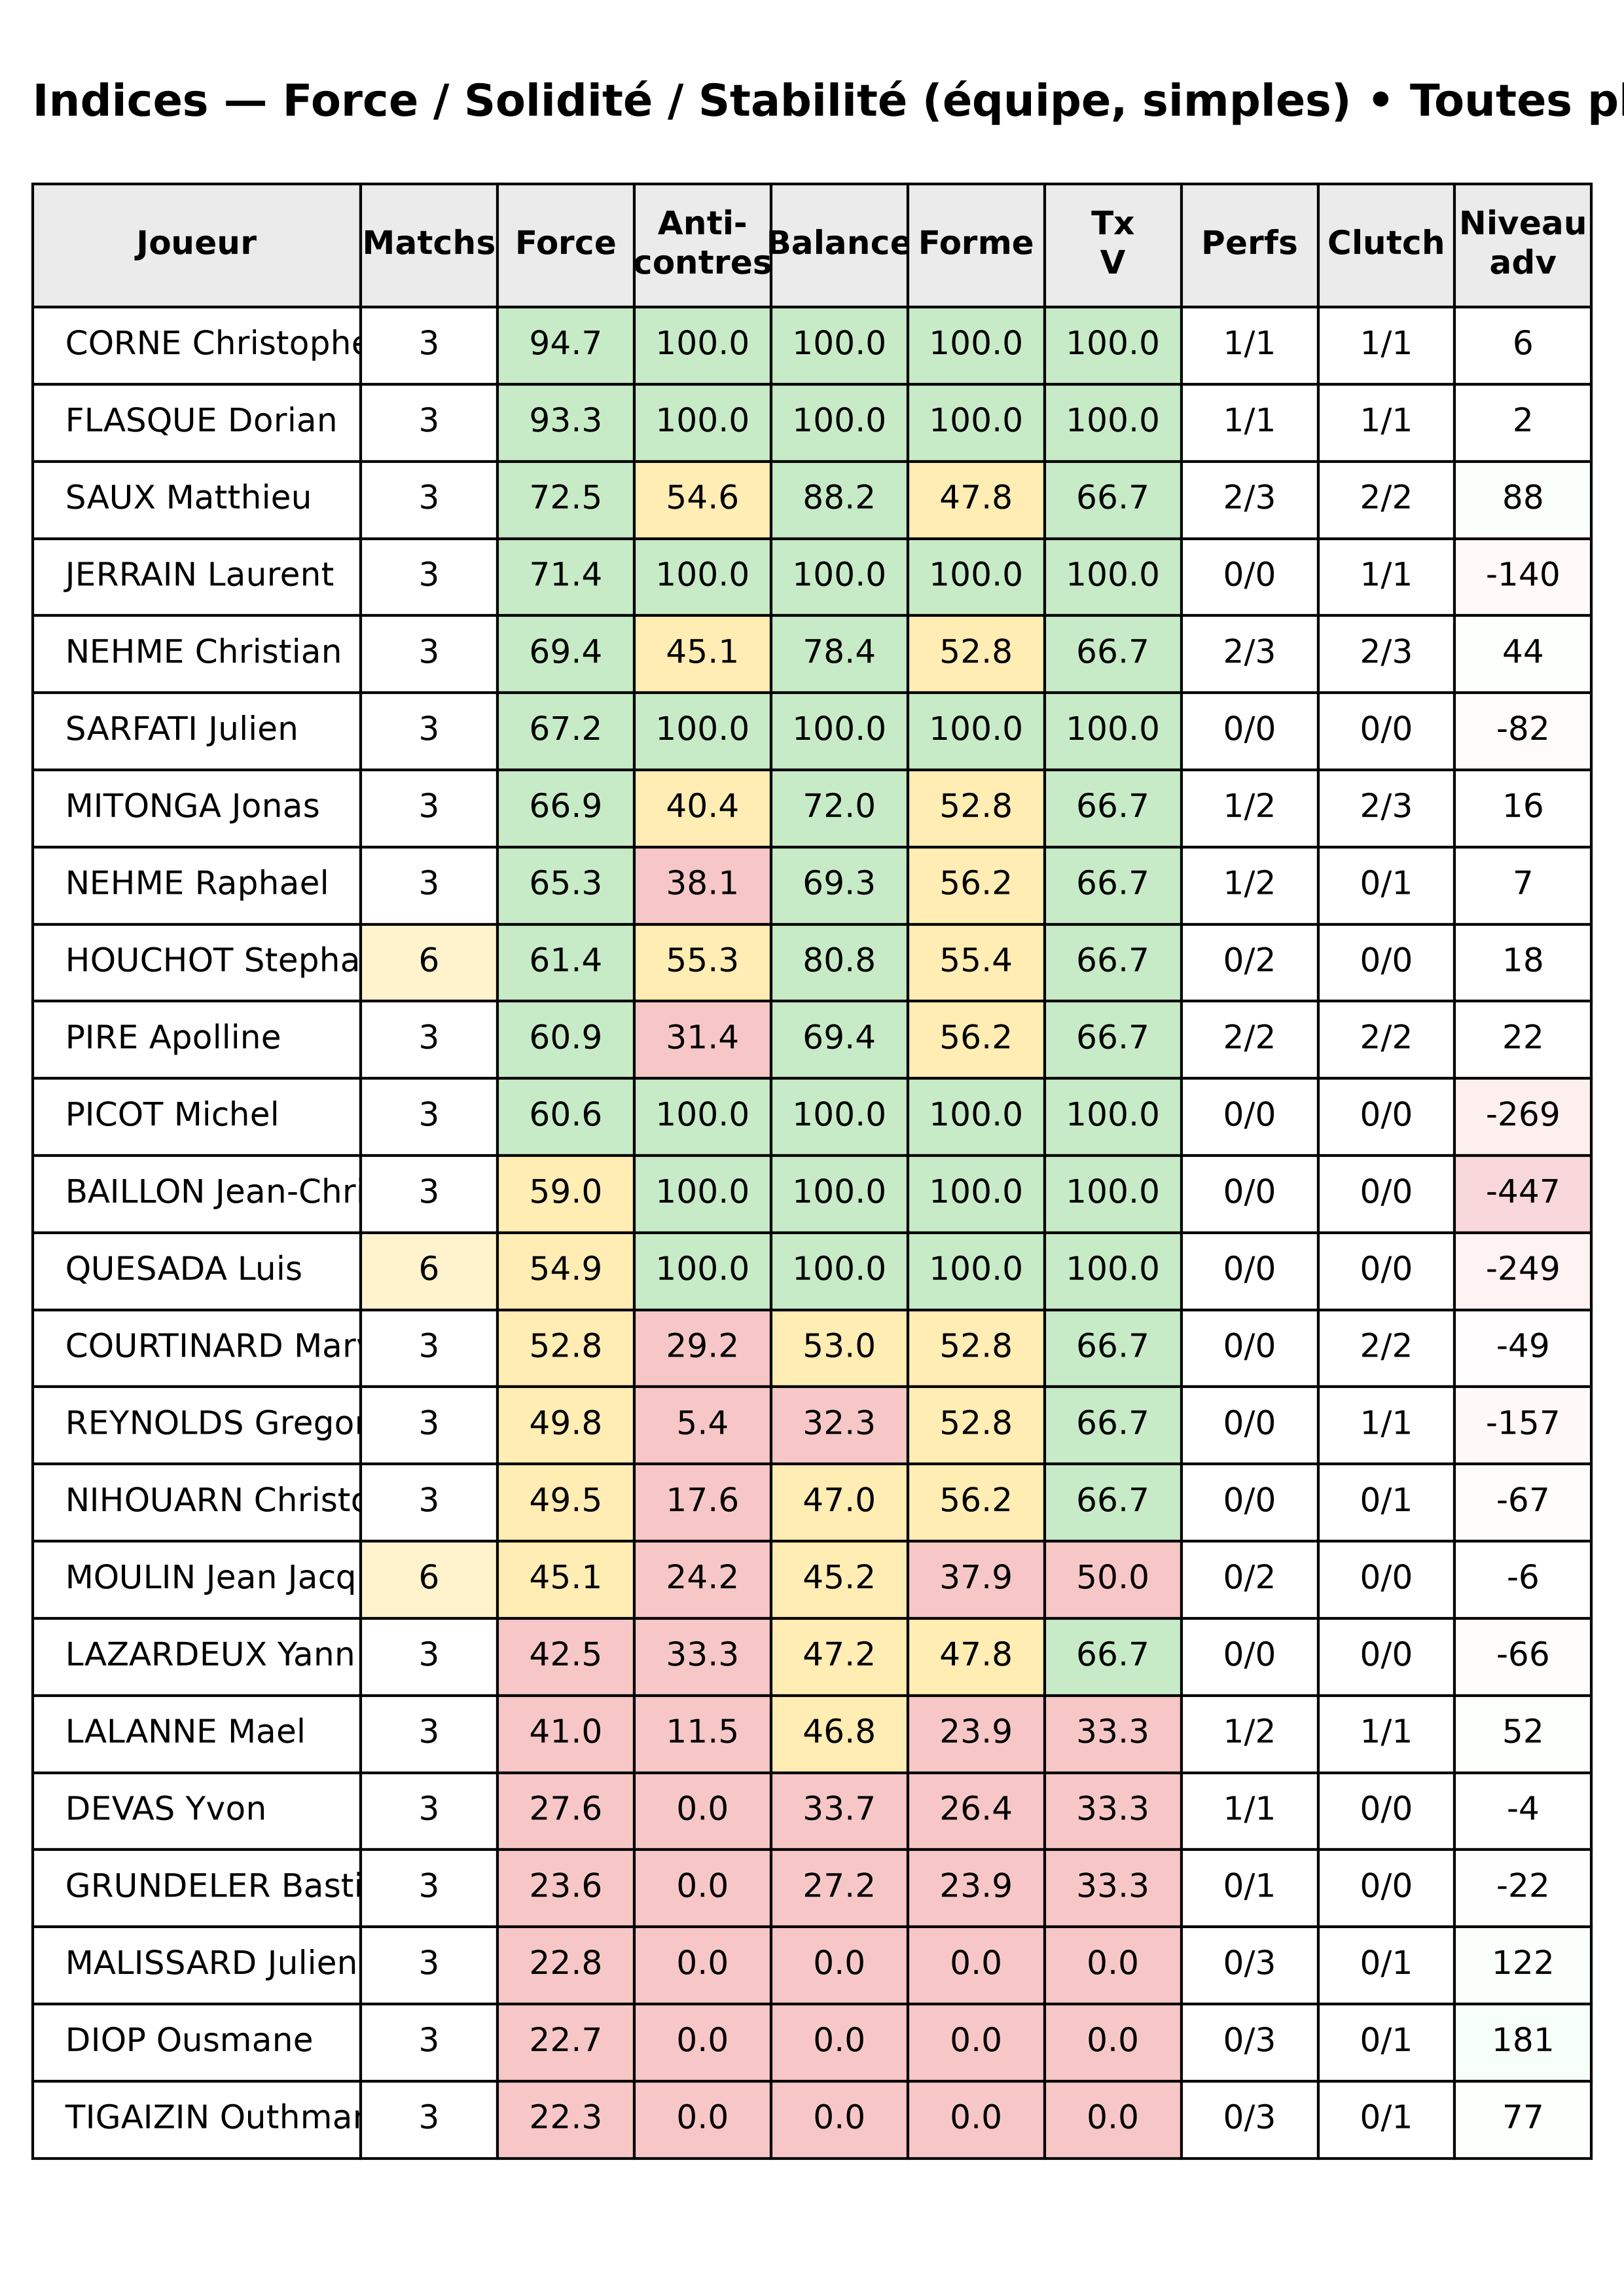 Indices — Force / Solidité / Stabilité (équipe, simples) • Toutes
Joueur Matchs Force Anti-contres Balance Forme Tx V Perfs Clutch Niveau adv
CORNE Christophe 3 94.7 100.0 100.0 100.0 100.0 1/1 1/1 6
FLASQUE Dorian 3 93.3 100.0 100.0 100.0 100.0 1/1 1/1 2
SAUX Matthieu 3 72.5 54.6 88.2 47.8 66.7 2/3 2/2 88
JERRAIN Laurent 3 71.4 100.0 100.0 100.0 100.0 0/0 1/1 -140
NEHME Christian 3 69.4 45.1 78.4 52.8 66.7 2/3 2/3 44
SARFATI Julien 3 67.2 100.0 100.0 100.0 100.0 0/0 0/0 -82
MITONGA Jonas 3 66.9 40.4 72.0 52.8 66.7 1/2 2/3 16
NEHME Raphael 3 65.3 38.1 69.3 56.2 66.7 1/2 0/1 7
HOUCHOT Stepha 6 61.4 55.3 80.8 55.4 66.7 0/2 0/0 18
PIRE Apolline 3 60.9 31.4 69.4 56.2 66.7 2/2 2/2 22
PICOT Michel 3 60.6 100.0 100.0 100.0 100.0 0/0 0/0 -269
BAILLON Jean-Chr 3 59.0 100.0 100.0 100.0 100.0 0/0 0/0 -447
QUESADA Luis 6 54.9 100.0 100.0 100.0 100.0 0/0 0/0 -249
COURTINARD Mar 3 52.8 29.2 53.0 52.8 66.7 0/0 2/2 -49
REYNOLDS Grego 3 49.8 5.4 32.3 52.8 66.7 0/0 1/1 -157
NIHOUARN Christ 3 49.5 17.6 47.0 56.2 66.7 0/0 0/1 -67
MOULIN Jean Jacq 6 45.1 24.2 45.2 37.9 50.0 0/2 0/0 -6
LAZARDEUX Yann 3 42.5 33.3 47.2 47.8 66.7 0/0 0/0 -66
LALANNE Mael 3 41.0 11.5 46.8 23.9 33.3 1/2 1/1 52
DEVAS Yvon 3 27.6 0.0 33.7 26.4 33.3 1/1 0/0 -4
GRUNDELER Basti 3 23.6 0.0 27.2 23.9 33.3 0/1 0/0 -22
MALISSARD Julien 3 22.8 0.0 0.0 0.0 0.0 0/3 0/1 122
DIOP Ousmane 3 22.7 0.0 0.0 0.0 0.0 0/3 0/1 181
TIGAIZIN Outhma 3 22.3 0.0 0.0 0.0 0.0 0/3 0/1 77